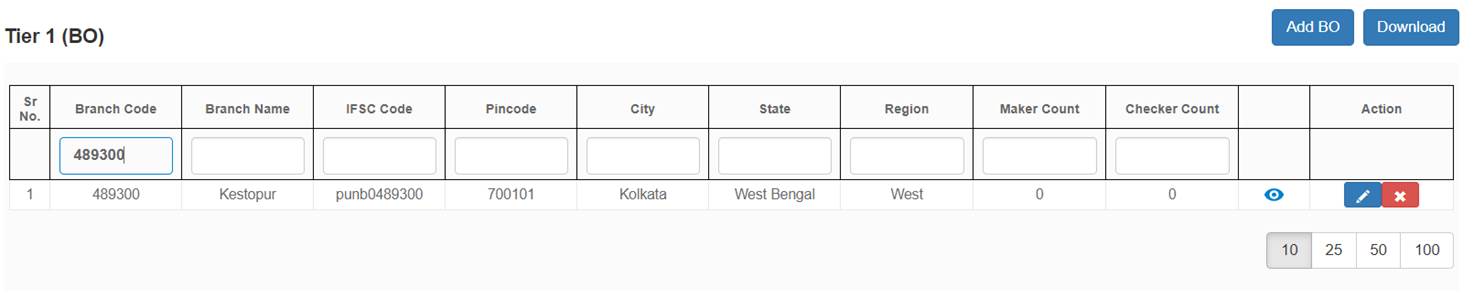 Tier 1 (BO)
Add BO Download
Sr No. Branch Code Branch Name IFSC Code Pincode City State Region Maker Count Checker Count Action
489300
1 489300 Kestopur punb0489300 700101 Kolkata West Bengal West 0 0
10 25 50 100